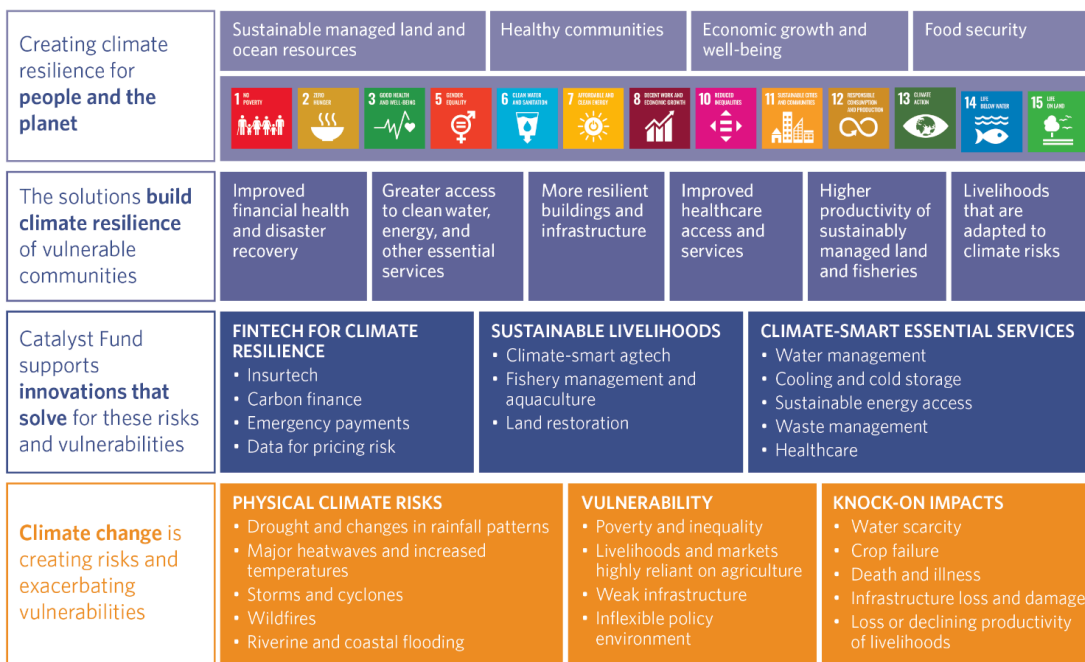 Creating climate
resilience for
people and the
planet
Sustainable managed land and
ocean resources
Healthy communities
Economic growth and
well-being
Food security
1 NO
POVERTY
2 ZERO
HUNGER
3 GOOD HEALTH
AND WELL-BEING
5 GENDER
EQUALITY
6 CLEAN WATER
AND SANITATION
7 AFFORDABLE AND
CLEAN ENERGY
8 DECENT WORK AND
ECONOMIC GROWTH
10 REDUCED
INEQUALITIES
11 SUSTAINABLE CITIES
AND COMMUNITIES
12 RESPONSIBLE
CONSUMPTION
AND PRODUCTION
13 CLIMATE
ACTION
14 LIFE
BELOW WATER
15 LIFE
ON LAND
The solutions build
climate resilience
of vulnerable
communities
Improved
financial health
and disaster
recovery
Greater access
to clean water,
energy, and
other essential
services
More resilient
buildings and
infrastructure
Improved
healthcare
access and
services
Higher
productivity of
sustainably
managed land
and fisheries
Livelihoods
that are
adapted to
climate risks
Catalyst Fund
supports
innovations that
solve for these risks
and vulnerabilities
FINTECH FOR CLIMATE
RESILIENCE
• Insurtech
• Carbon finance
• Emergency payments
• Data for pricing risk
SUSTAINABLE LIVELIHOODS
• Climate-smart agtech
• Fishery management and
aquaculture
• Land restoration
CLIMATE-SMART ESSENTIAL SERVICES
• Water management
• Cooling and cold storage
• Sustainable energy access
• Waste management
• Healthcare
Climate change is
creating risks and
exacerbating
vulnerabilities
PHYSICAL CLIMATE RISKS
• Drought and changes in rainfall patterns
• Major heatwaves and increased
temperatures
• Storms and cyclones
• Wildfires
• Riverine and coastal flooding
VULNERABILITY
• Poverty and inequality
• Livelihoods and markets
highly reliant on agriculture
• Weak infrastructure
• Inflexible policy
environment
KNOCK-ON IMPACTS
• Water scarcity
• Crop failure
• Death and illness
• Infrastructure loss and damage
• Loss or declining productivity
of livelihoods